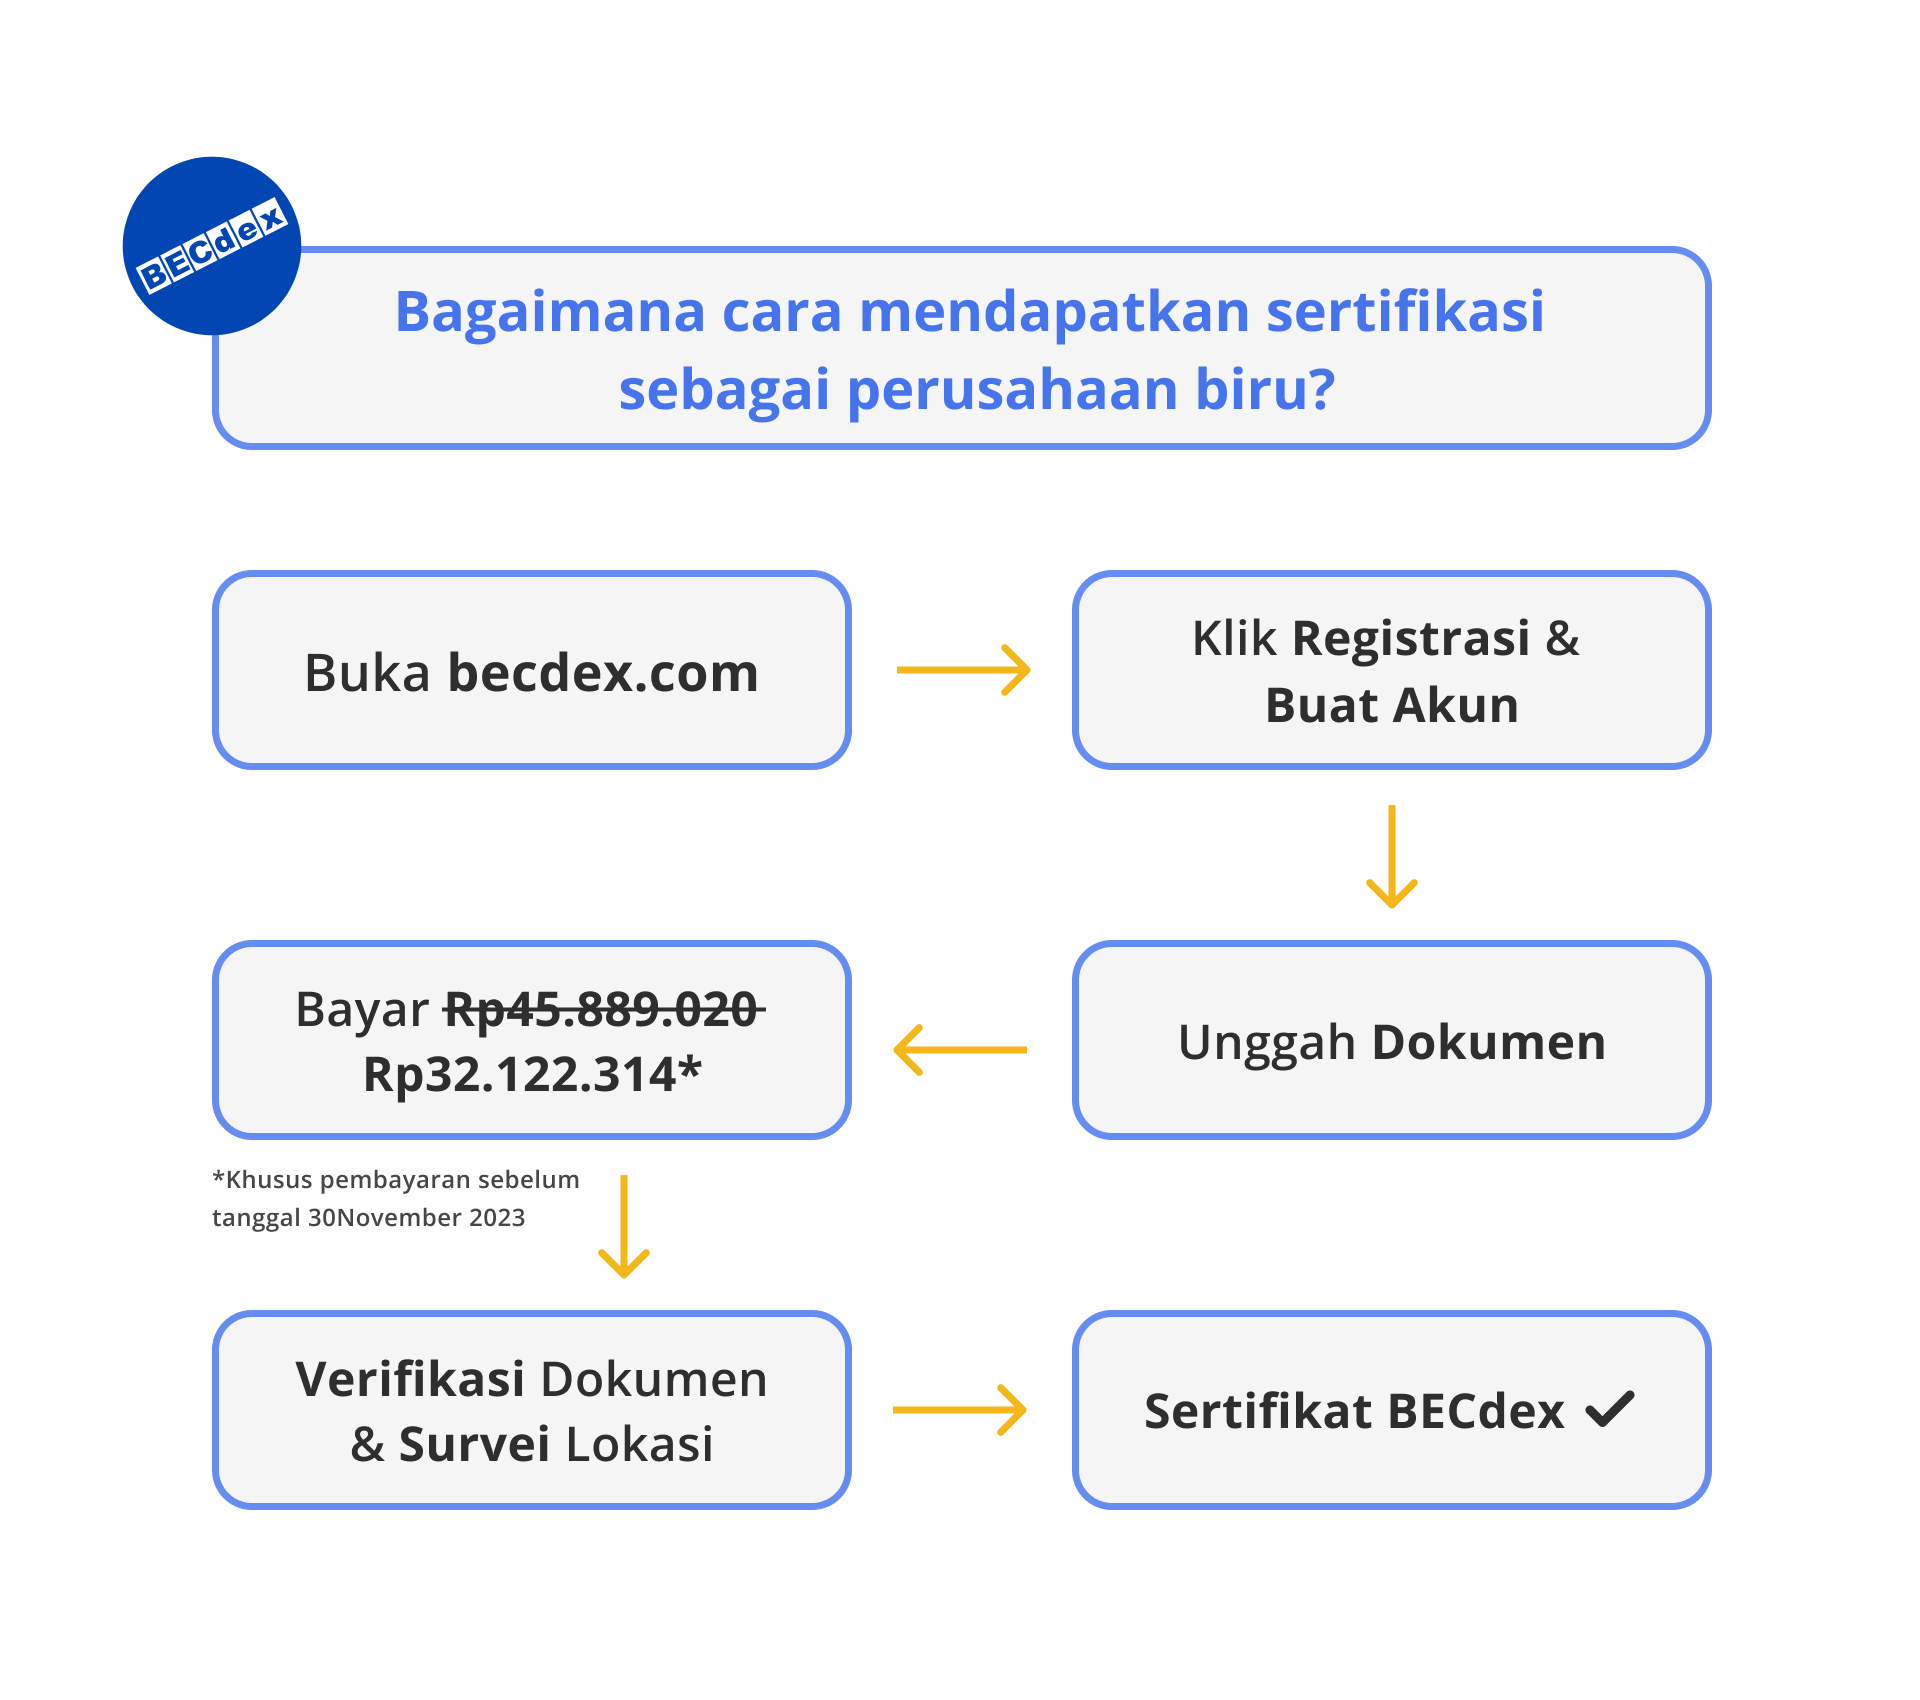 BECdex
Bagaimana cara mendapatkan sertifikasi
sebagai perusahaan biru?
Buka becdex.com
Klik Registrasi &
Buat Akun
Unggah Dokumen
Bayar Rp45.889.020
Rp32.122.314*
*Khusus pembayaran sebelum
tanggal 30November 2023
Verifikasi Dokumen
& Survei Lokasi
Sertifikat BECdex